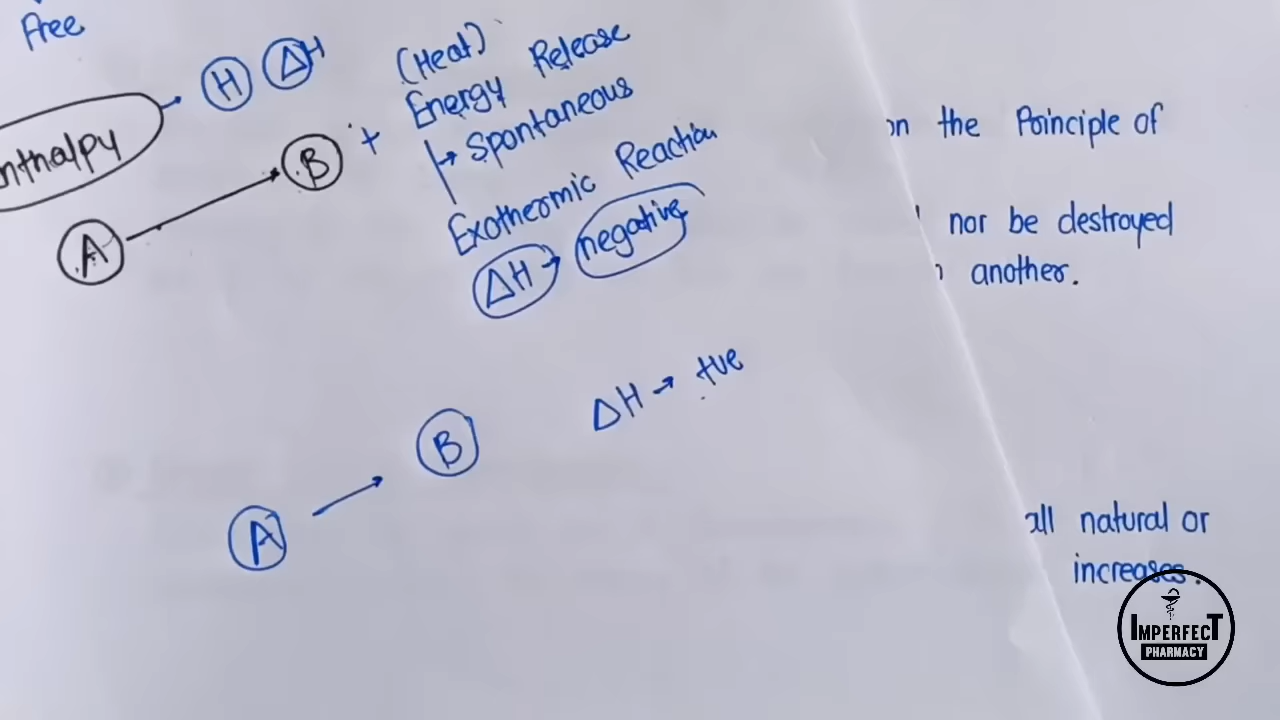 Free
nthalpy → H ΔH
A → B + (Heat)
Energy Release
↳ Spontaneous
Exothermic Reaction
ΔH → negative
A → B ΔH → +ve
on the Principle of
nor be destroyed
another.
all natural or
increases.
IMPERFECT
PHARMACY